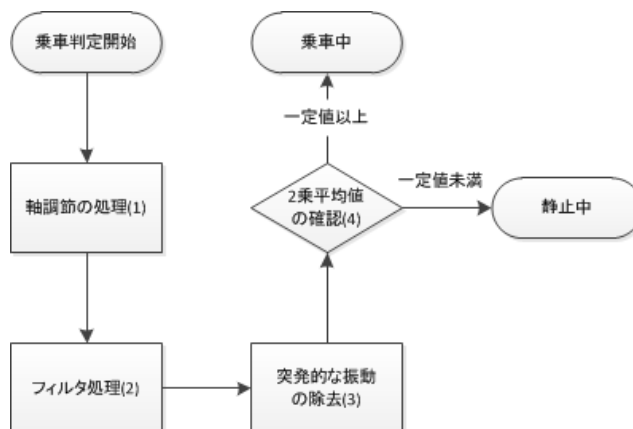 乗車判定開始
軸調節の処理(1)
フィルタ処理(2)
突発的な振動
の除去(3)
2乗平均値
の確認(4)
一定値以上
乗車中
一定値未満
静止中